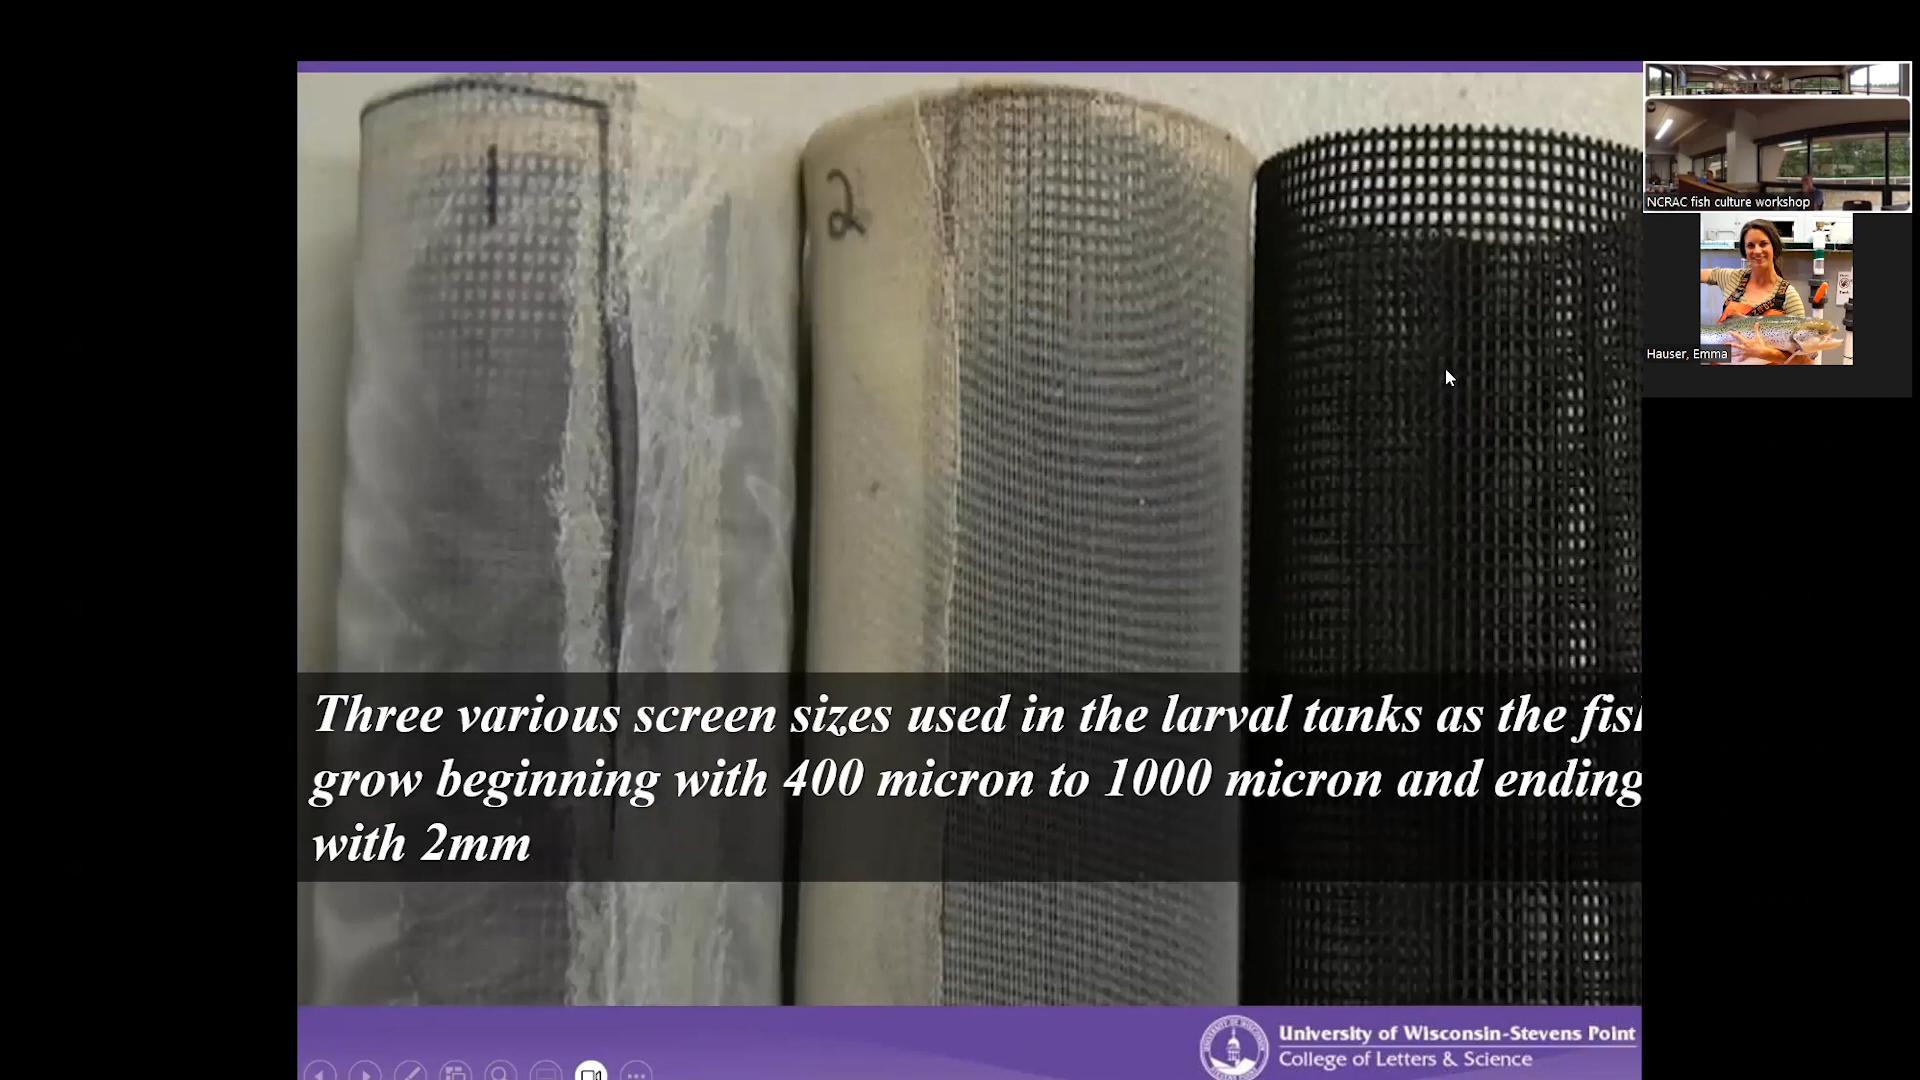 1
2
Three various screen sizes used in the larval tanks as the
grow beginning with 400 micron to 1000 micron and ending
with 2mm
NCRAC fish culture workshop
Hauser, Emma
University of Wisconsin-Stevens Point
College of Letters & Science